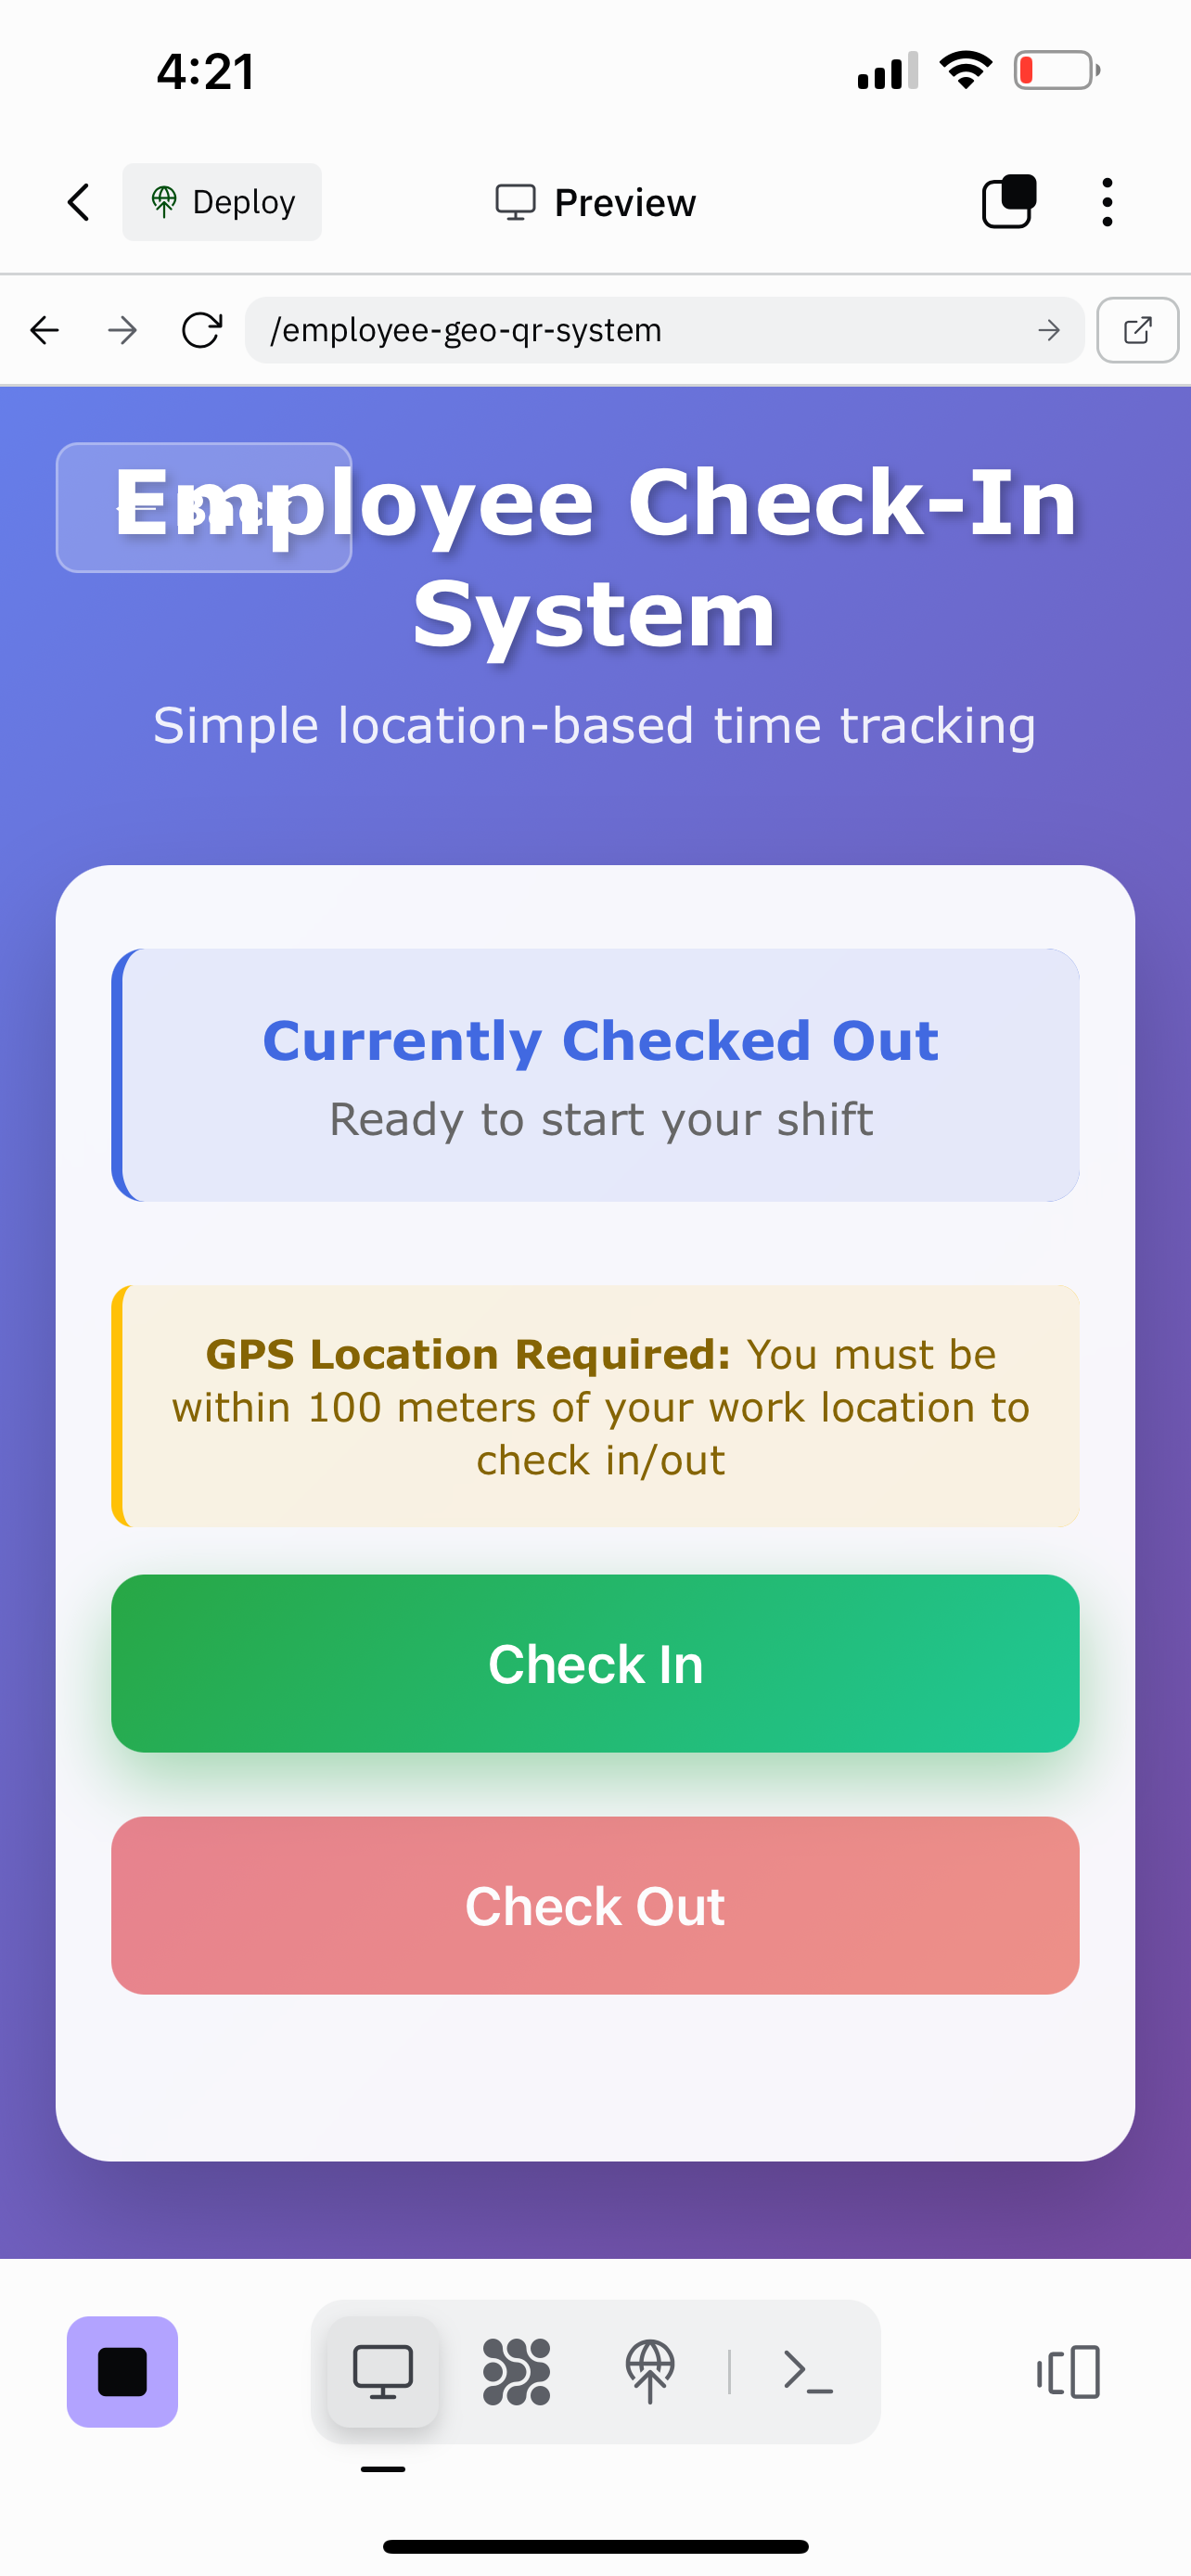 4:21
Deploy
Preview
/employee-geo-qr-system
← Back
Employee Check-In
System
Simple location-based time tracking
Currently Checked Out
Ready to start your shift
GPS Location Required: You must be
within 100 meters of your work location to
check in/out
Check In
Check Out